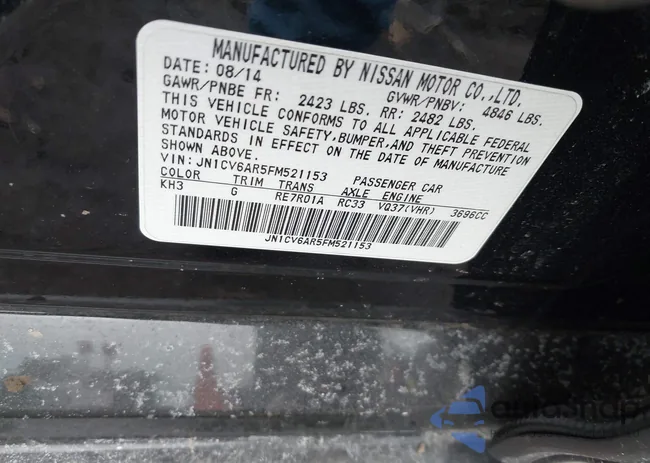 MANUFACTURED BY NISSAN MOTOR CO.,LTD.
DATE: 08/14 GVWR/PNBV: 4846 LBS.
GAWR/PNBE FR: 2423 LBS. RR: 2482 LBS.
THIS VEHICLE CONFORMS TO ALL APPLICABLE FEDERAL
MOTOR VEHICLE SAFETY,BUMPER,AND THEFT PREVENTION
STANDARDS IN EFFECT ON THE DATE OF MANUFACTURE
SHOWN ABOVE.
VIN: JN1CV6AR5FM521153 PASSENGER CAR
COLOR TRIM TRANS AXLE ENGINE
KH3 G RE7R01A RC33 VQ37(VHR) 3696CC
JN1CV6AR5FM521153
autosnap